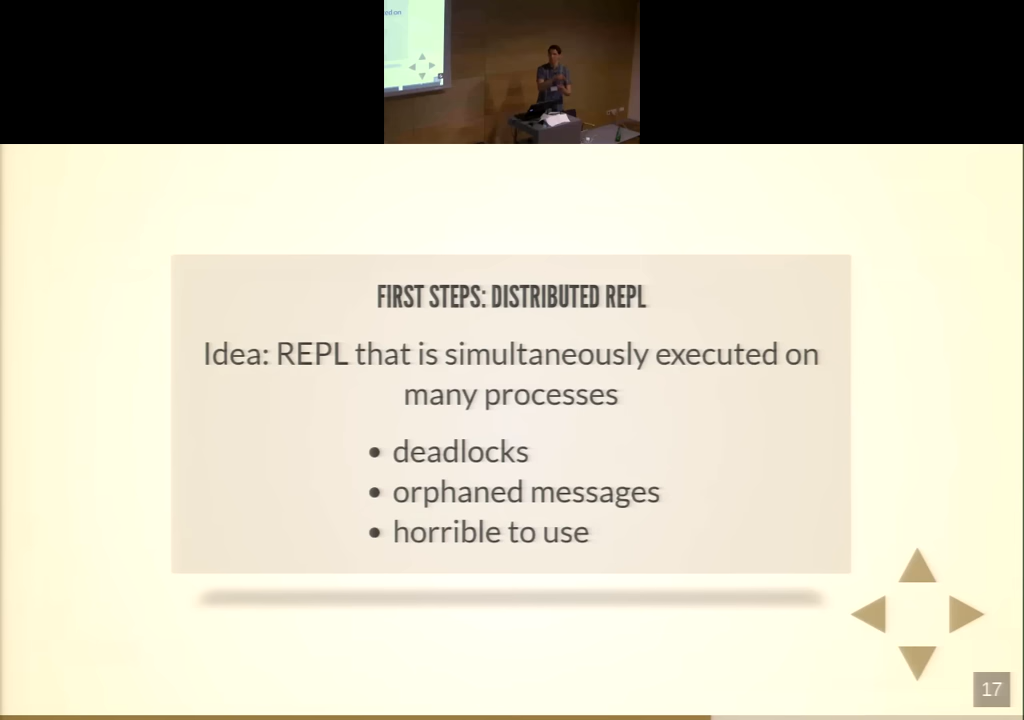 FIRST STEPS: DISTRIBUTED REPL
Idea: REPL that is simultaneously executed on
many processes
• deadlocks
• orphaned messages
• horrible to use
17